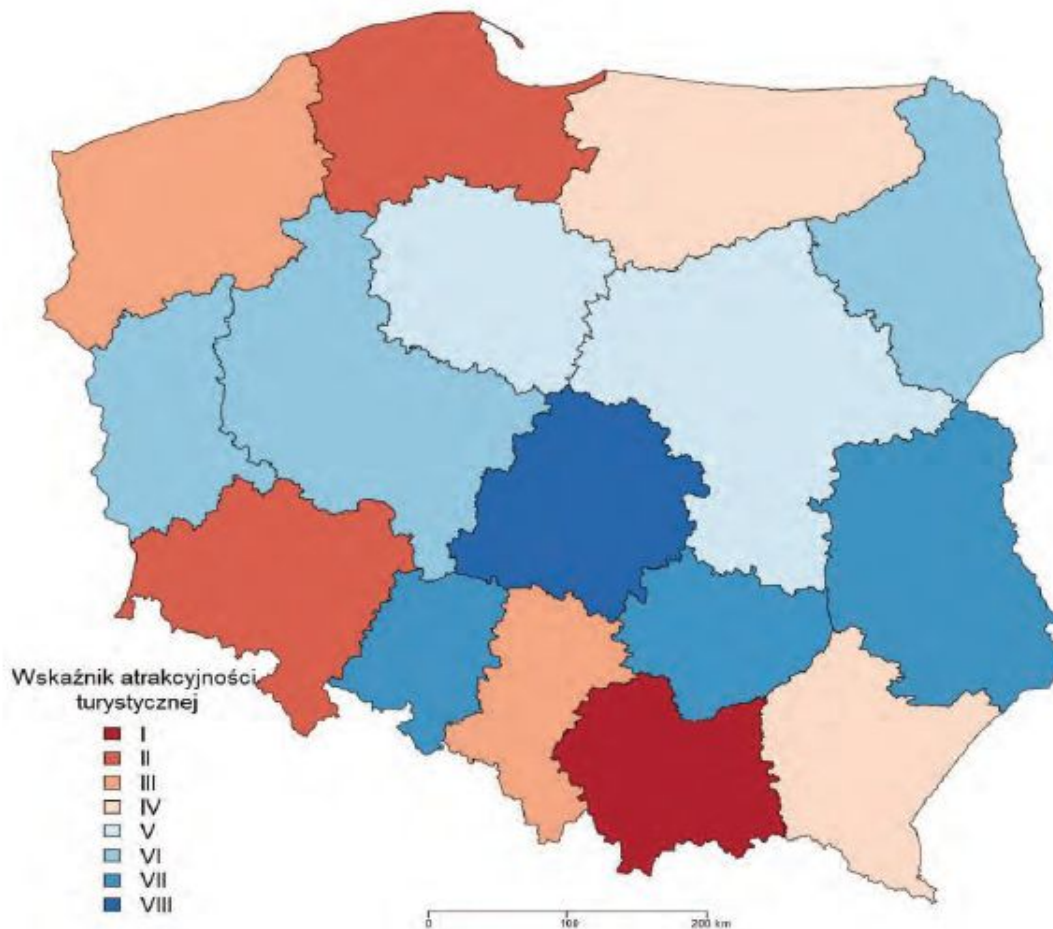 Wskaźnik atrakcyjności
turystycznej
I
II
III
IV
V
VI
VII
VIII
0 100 200 km